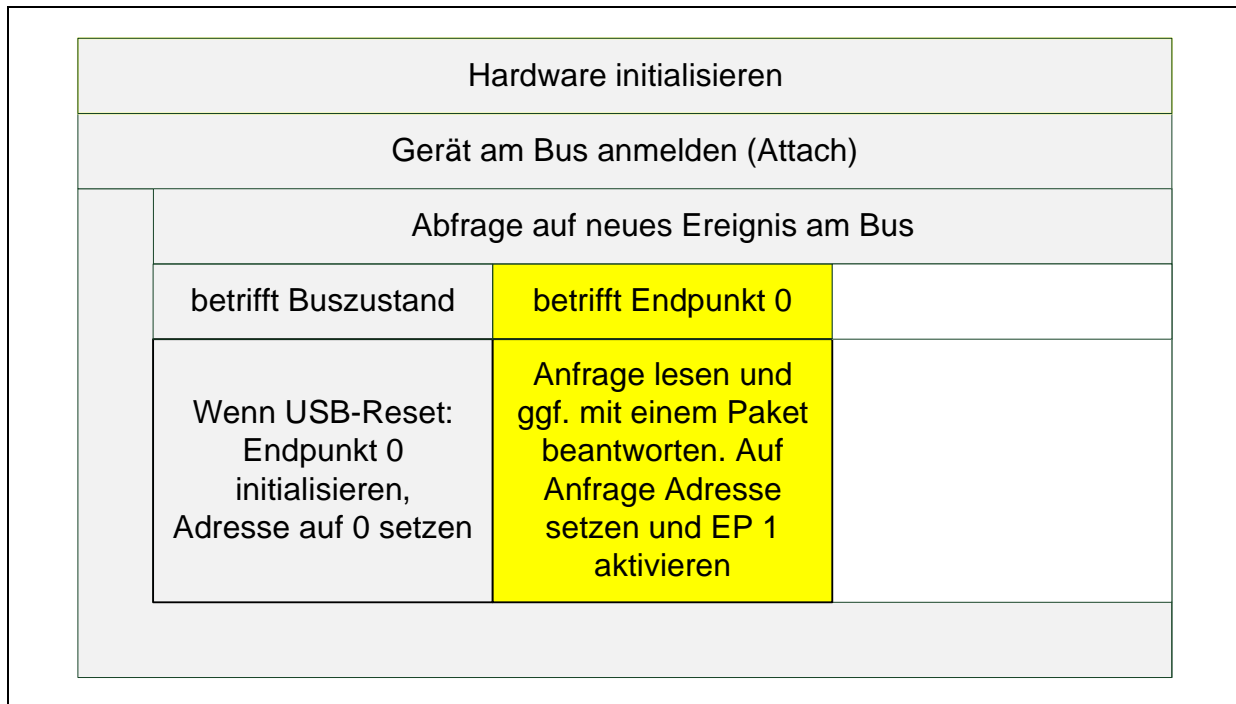 Hardware initialisieren
Gerät am Bus anmelden (Attach)
Abfrage auf neues Ereignis am Bus
betrifft Buszustand
betrifft Endpunkt 0
Wenn USB-Reset:
Endpunkt 0
initialisieren,
Adresse auf 0 setzen
Anfrage lesen und
ggf. mit einem Paket
beantworten. Auf
Anfrage Adresse
setzen und EP 1
aktivieren